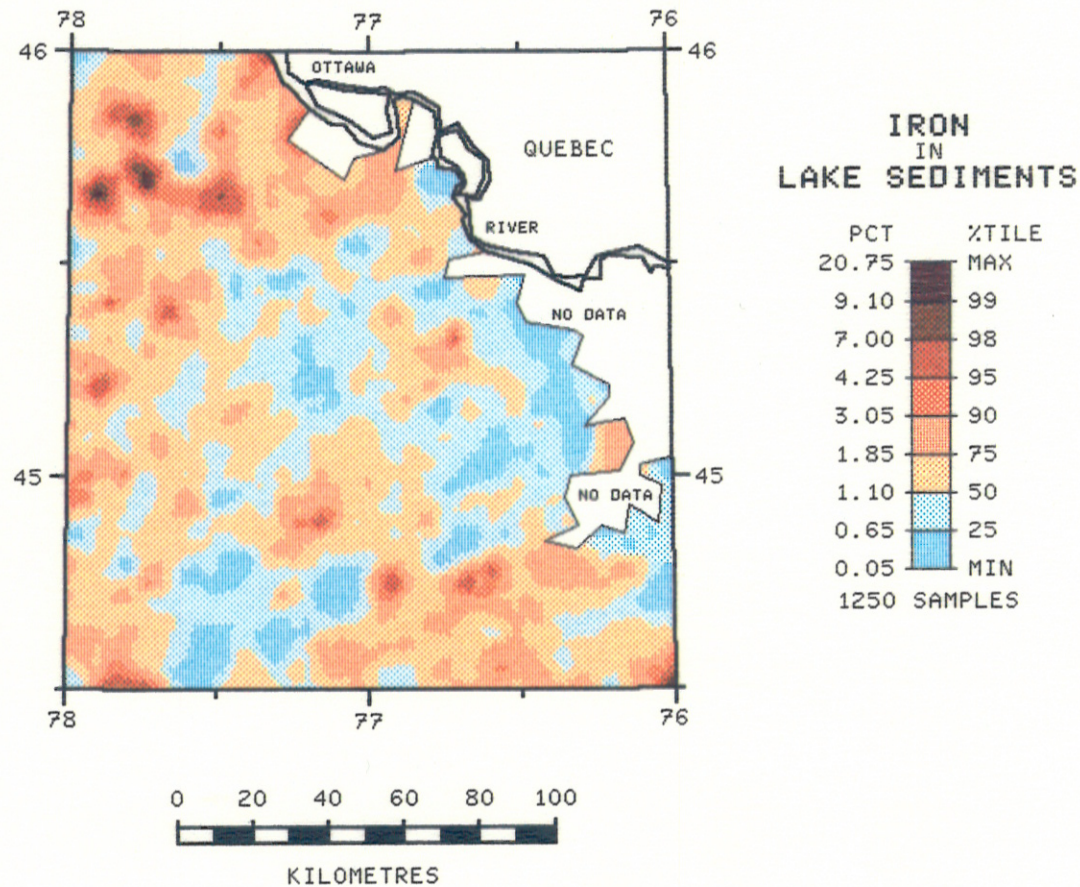 78 77 76
46 46
OTTAWA
QUEBEC
RIVER
NO DATA
45 45
NO DATA
78 77 76
IRON
IN
LAKE SEDIMENTS
PCT %TILE
20.75 MAX
9.10 99
7.00 98
4.25 95
3.05 90
1.85 75
1.10 50
0.65 25
0.05 MIN
1250 SAMPLES
0 20 40 60 80 100
KILOMETRES